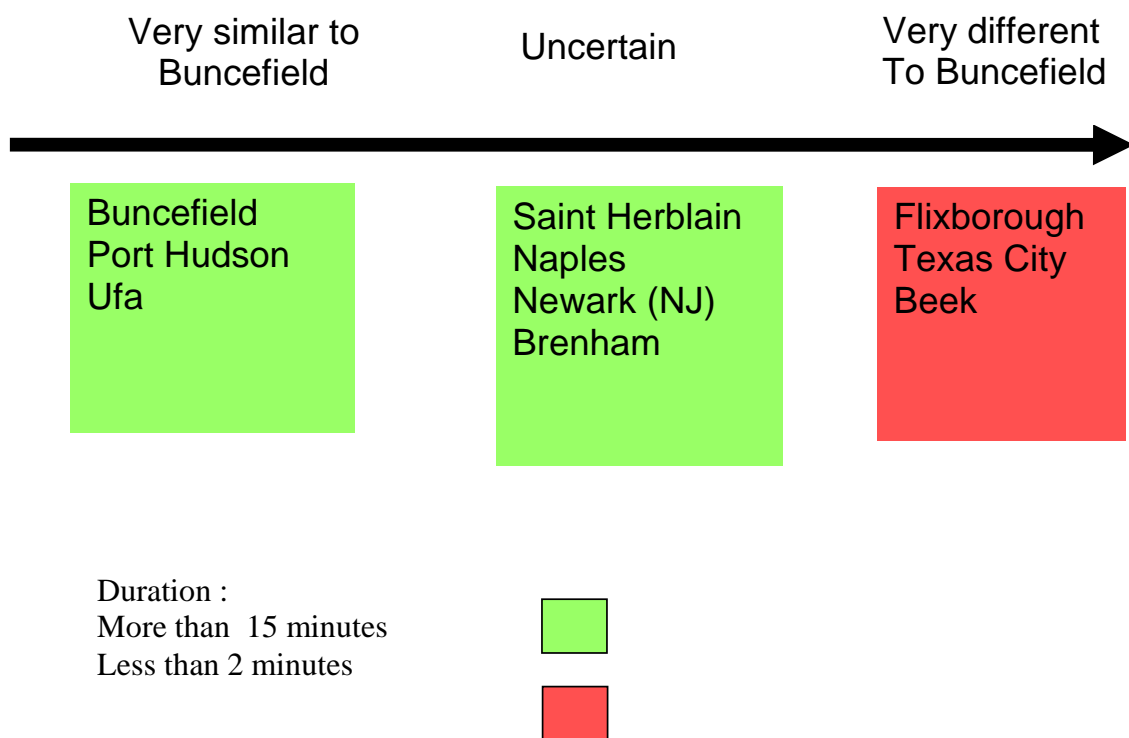 Very similar to
Buncefield
Uncertain
Very different
To Buncefield
Buncefield
Port Hudson
Ufa
Saint Herblain
Naples
Newark (NJ)
Brenham
Flixborough
Texas City
Beek
Duration :
More than  15 minutes
Less than 2 minutes